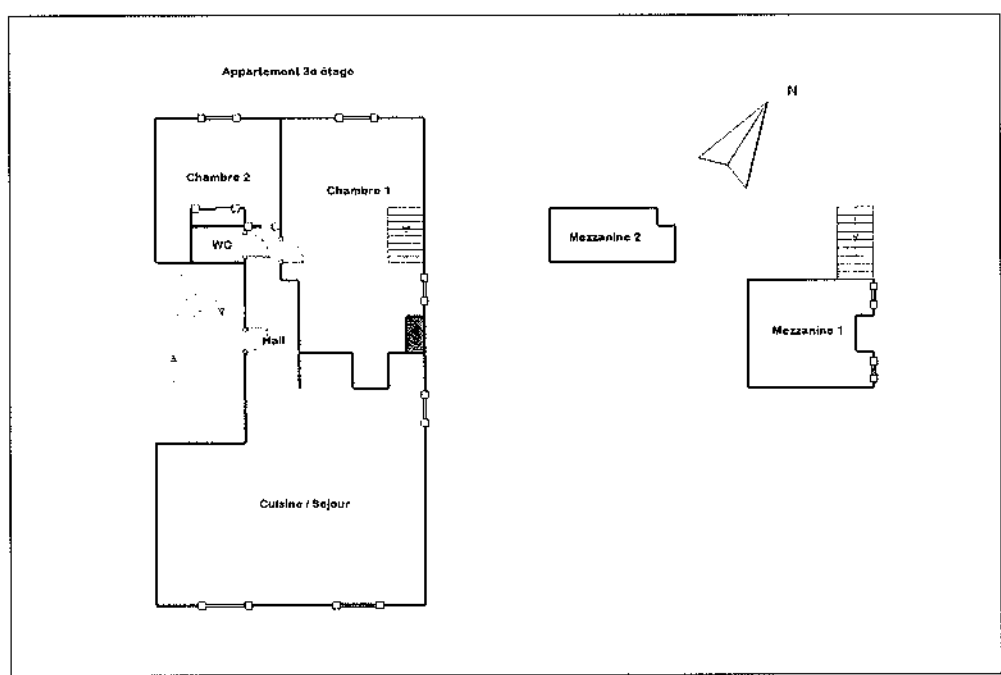 Appartement 3e étage
N
Chambre 2
Chambre 1
WC
Mezzanine 2
Hall
Mezzanine 1
Cuisine / Sejour